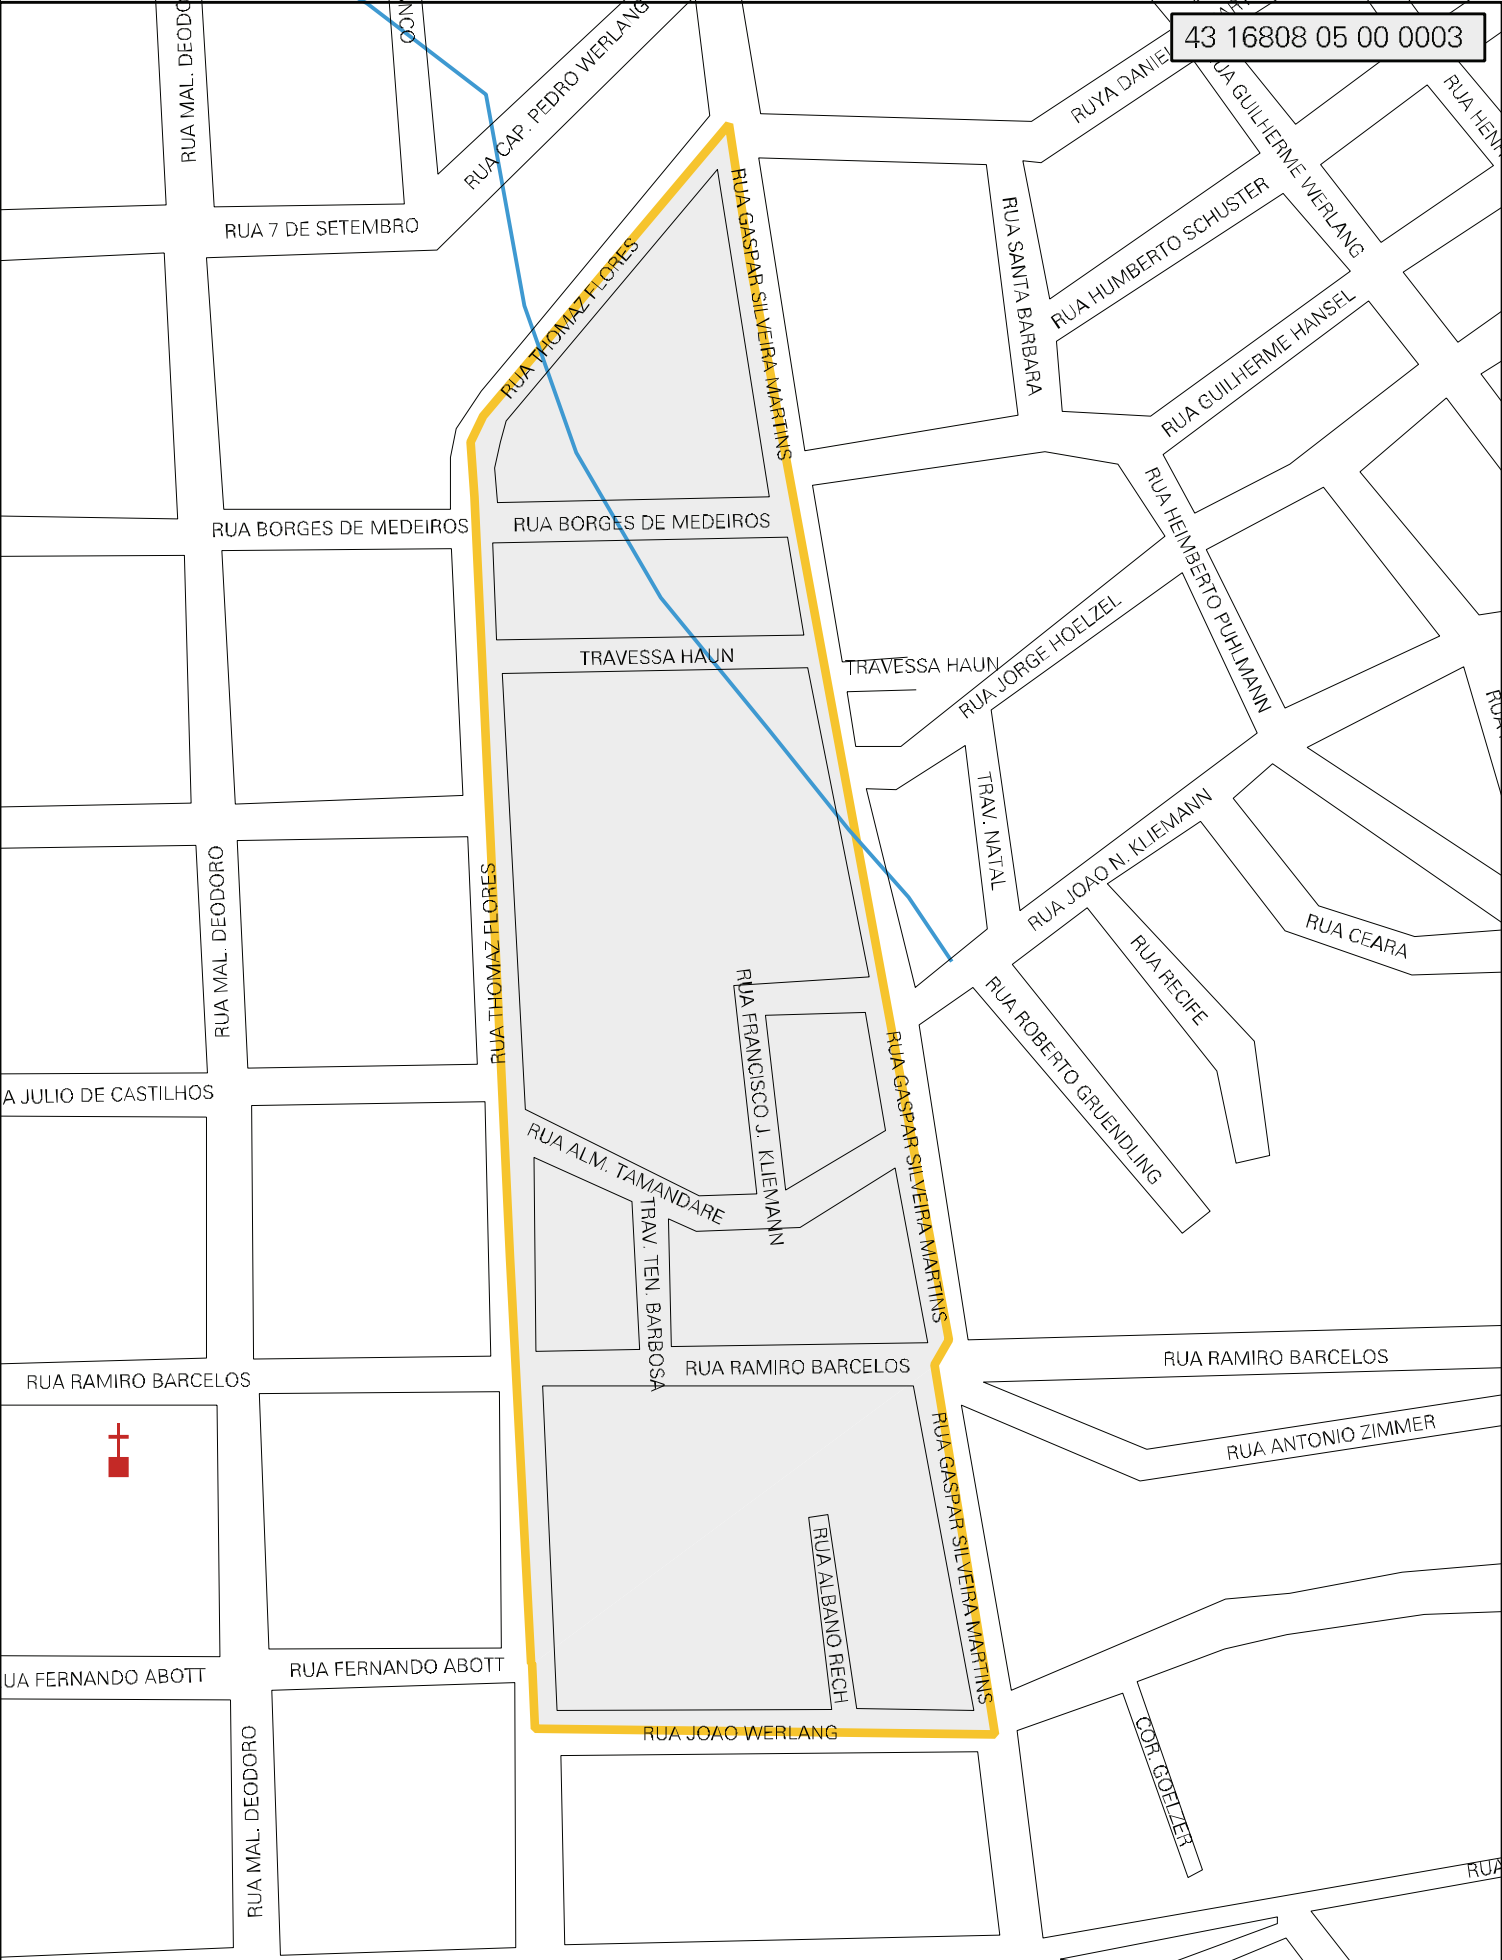 43 16808 05 00 0003
RUA MAL. DEODO
NCO
RUA CAP. PEDRO WERLANG
RUYA DANIEL
RUA GUILHERME WERLANG
RUA HENR
RUA 7 DE SETEMBRO
RUA THOMAZ FLORES
RUA GASPAR SILVEIRA MARTINS
RUA SANTA BARBARA
RUA HUMBERTO SCHUSTER
RUA GUILHERME HANSEL
RUA BORGES DE MEDEIROS
RUA BORGES DE MEDEIROS
RUA HEIMBERTO PUHLMANN
TRAVESSA HAUN
TRAVESSA HAUN
RUA JORGE HOELZEL
TRAV. NATAL
RUA JOAO N. KLIEMANN
RUA CEARA
RUA RECIFE
RUA ROBERTO GRUENDLING
RUA MAL. DEODORO
RUA THOMAZ FLORES
RUA FRANCISCO J. KLIEMANN
RUA GASPAR SILVEIRA MARTINS
A JULIO DE CASTILHOS
RUA ALM. TAMANDARE
TRAV. TEN. BARBOSA
RUA RAMIRO BARCELOS
RUA RAMIRO BARCELOS
RUA RAMIRO BARCELOS
RUA ANTONIO ZIMMER
RUA GASPAR SILVEIRA MARTINS
RUA ALBANO RECH
UA FERNANDO ABOTT
RUA FERNANDO ABOTT
RUA JOAO WERLANG
RUA MAL. DEODORO
COR. GOELZER
RUA